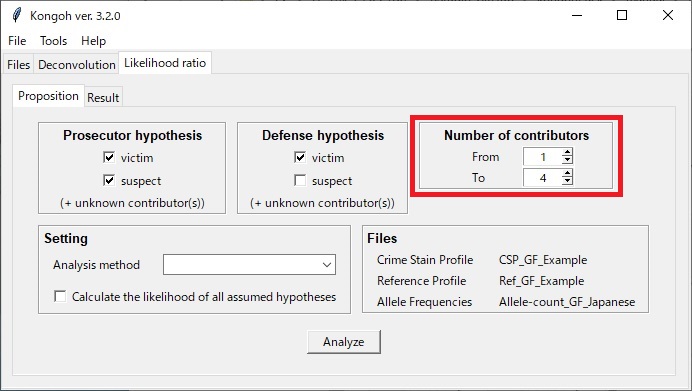 Kongoh ver. 3.2.0
File Tools Help
Files Deconvolution Likelihood ratio
Proposition Result
Prosecutor hypothesis
victim
suspect
(+ unknown contributor(s))
Defense hypothesis
victim
suspect
(+ unknown contributor(s))
Number of contributors
From 1
To 4
Setting
Analysis method
Calculate the likelihood of all assumed hypotheses
Files
Crime Stain Profile CSP_GF_Example
Reference Profile Ref_GF_Example
Allele Frequencies Allele-count_GF_Japanese
Analyze